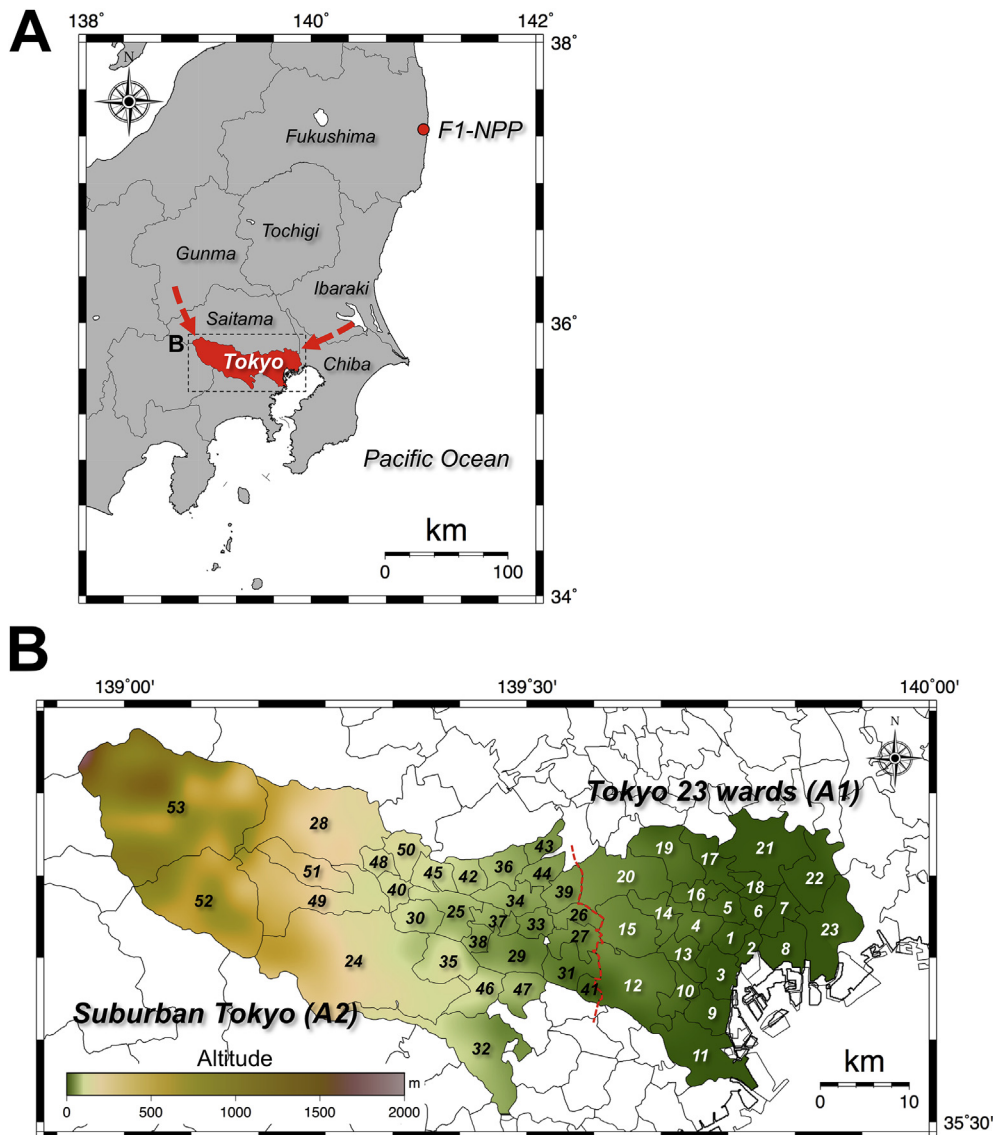 A
138° 140° 142°
N
38°
Fukushima
F1-NPP
Tochigi
Gunma
Ibaraki
36°
Saitama
B
Tokyo
Chiba
Pacific Ocean
km
0 100
34°
B
139°00' 139°30' 140°00'
N
Tokyo 23 wards (A1)
53
28
50 43
19 17 21
48 45 42 36 44
51
20
22
52 49 40
39
16 18
30 25 34 26
14 5 6 7
37 33 27
15 4 23
38
1
24 35 29
13 2 8
31
3
46 47 41 12 10
9
Suburban Tokyo (A2)
32
11
Altitude
m
0 500 1000 1500 2000
km
0 10
35°30'